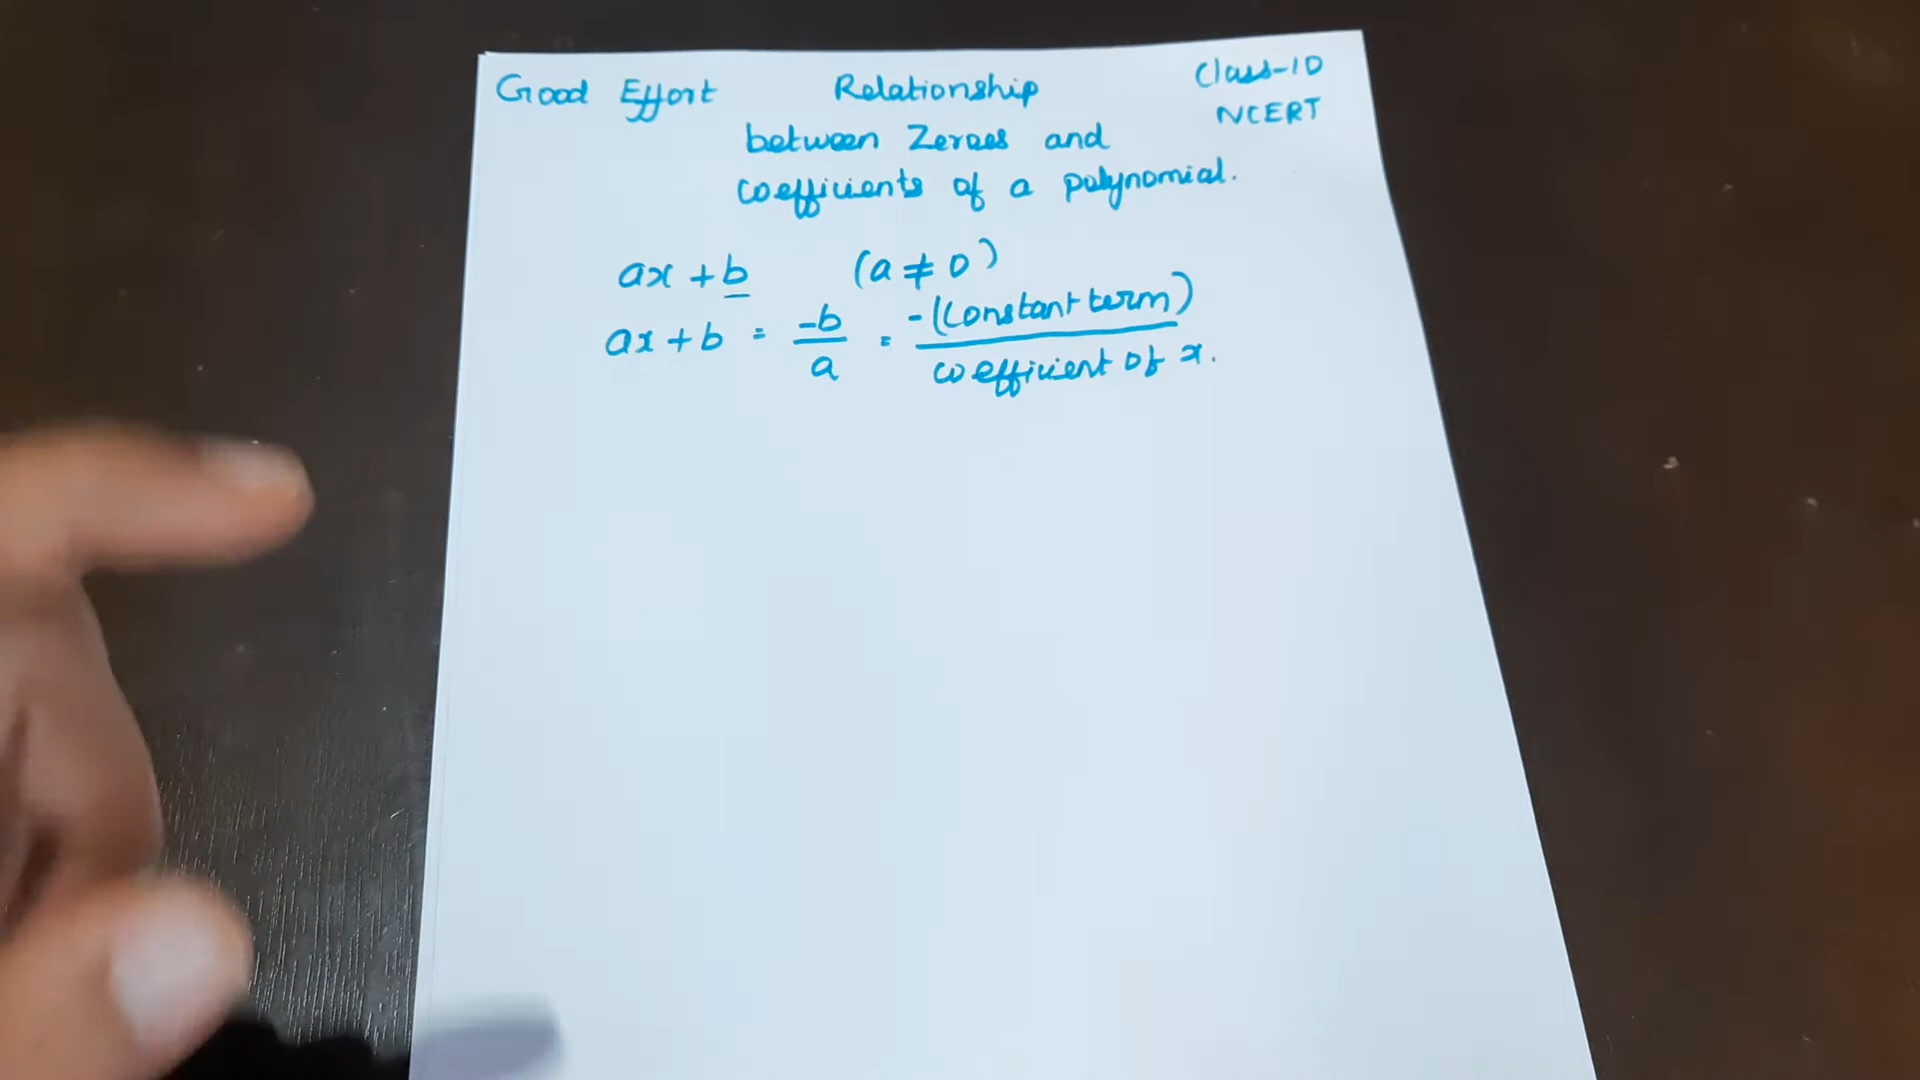 Good Effort
Relationship
between Zeroes and
coefficients of a polynomial.
Class-10
NCERT
ax + b (a ≠ 0)
ax + b = -b/a = -(Constant term)/coefficient of x.